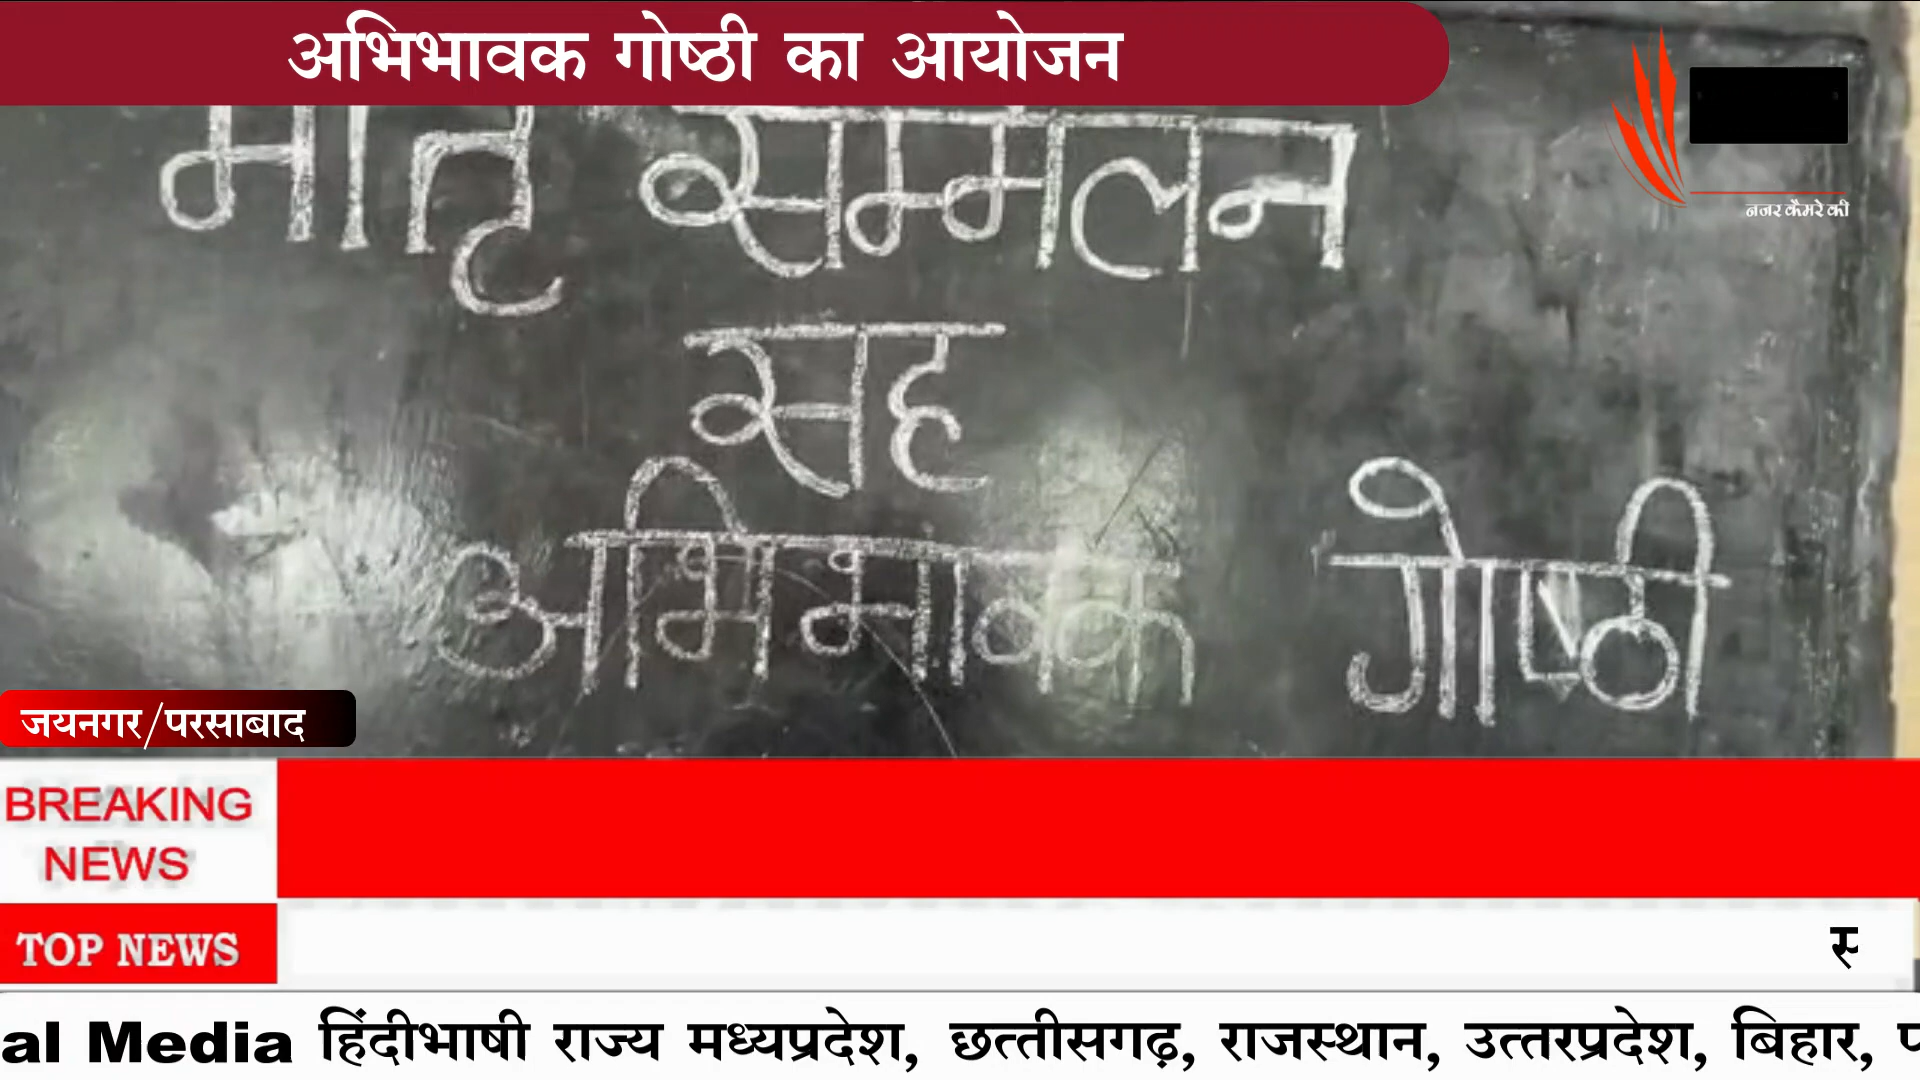 अभिभावक गोष्ठी का आयोजन
नजर कैमरे की
मातृ सम्मेलन
सह
अभिभावक गोष्ठी
जयनगर/परसाबाद
BREAKING
NEWS
TOP NEWS
al Media हिंदीभाषी राज्य मध्यप्रदेश, छत्तीसगढ़, राजस्थान, उत्तरप्रदेश, बिहार,